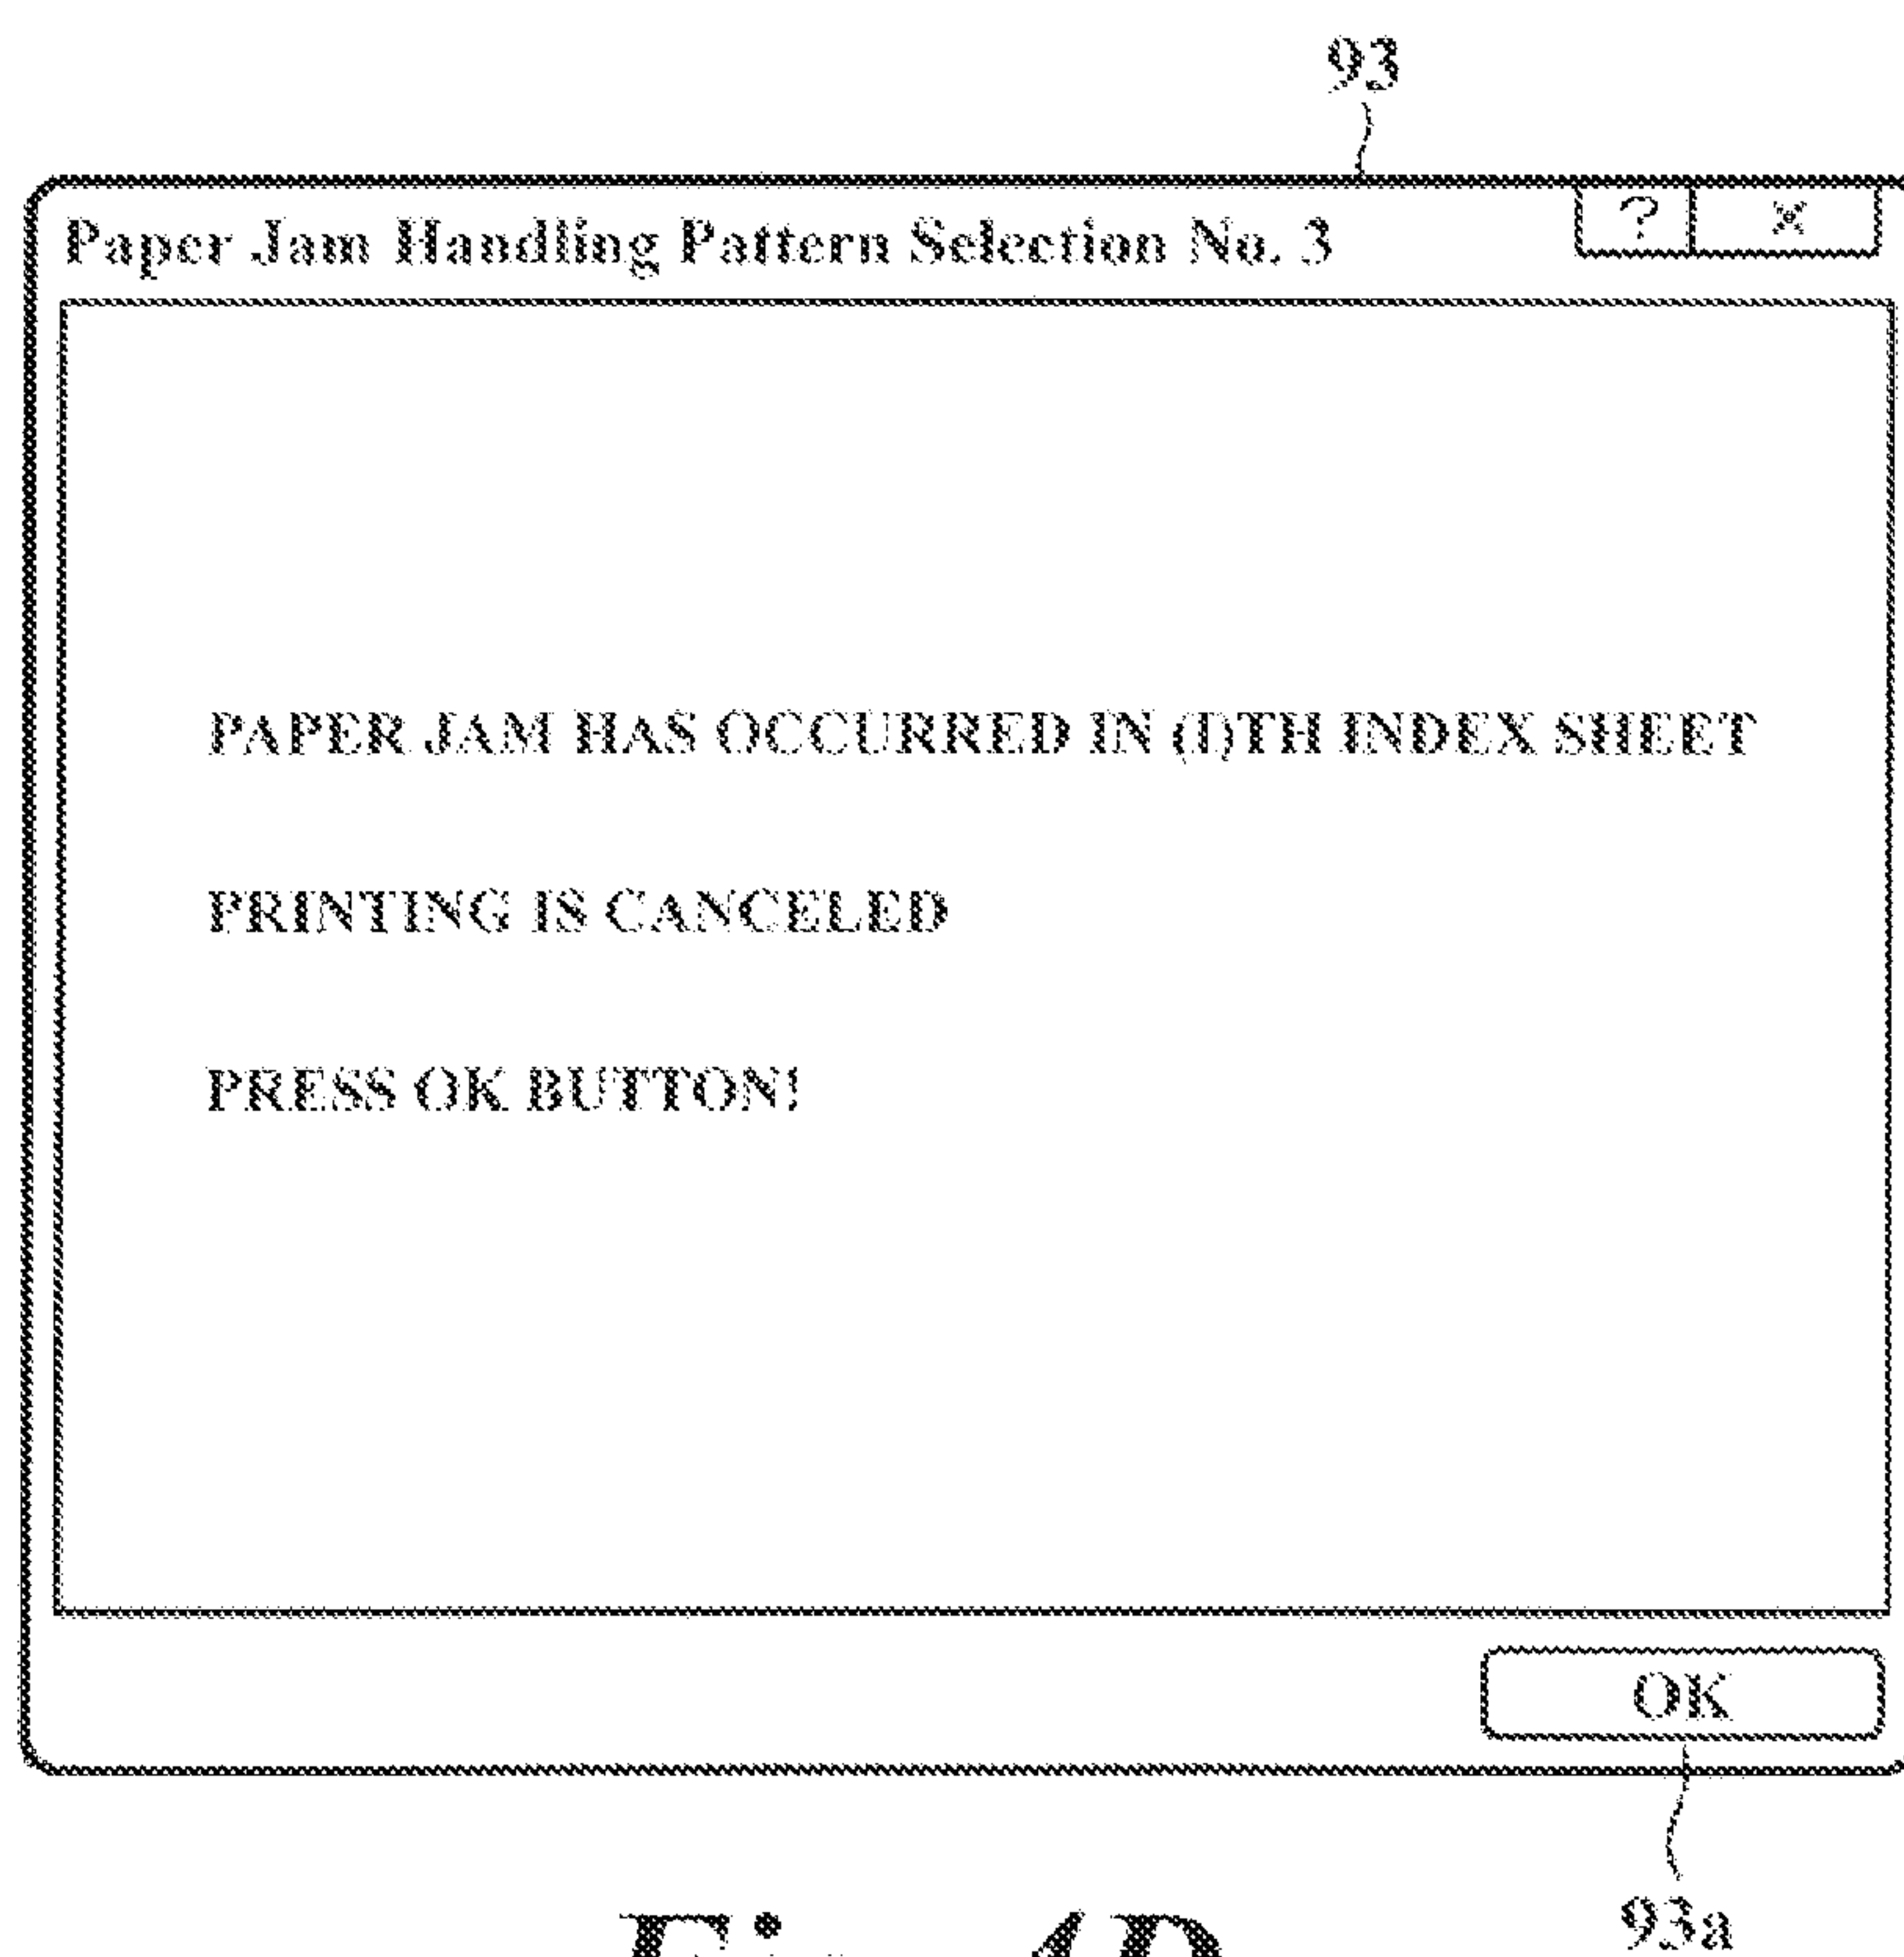 93
Paper Jam Handling Pattern Selection No. 3 ? ×
PAPER JAM HAS OCCURRED IN (I)TH INDEX SHEET
PRINTING IS CANCELED
PRESS OK BUTTON!
OK
93a